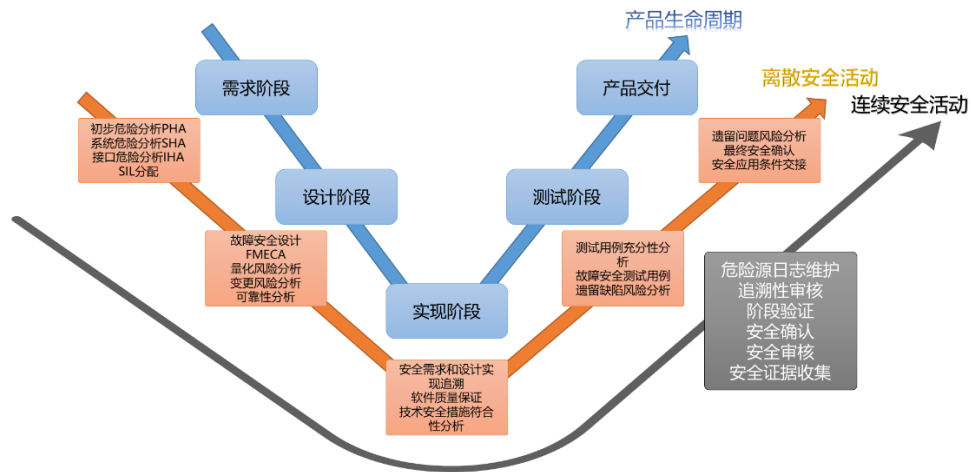 产品生命周期
需求阶段
产品交付
离散安全活动
连续安全活动
初步危险分析PHA
系统危险分析SHA
接口危险分析IHA
SIL分配
遗留问题风险分析
最终安全确认
安全应用条件交接
设计阶段
测试阶段
故障安全设计
FMECA
量化风险分析
变更风险分析
可靠性分析
测试用例充分性分
析
故障安全测试用例
遗留缺陷风险分析
实现阶段
危险源日志维护
追溯性审核
阶段验证
安全确认
安全审核
安全证据收集
安全需求和设计实
现追溯
软件质量保证
技术安全措施符合
性分析